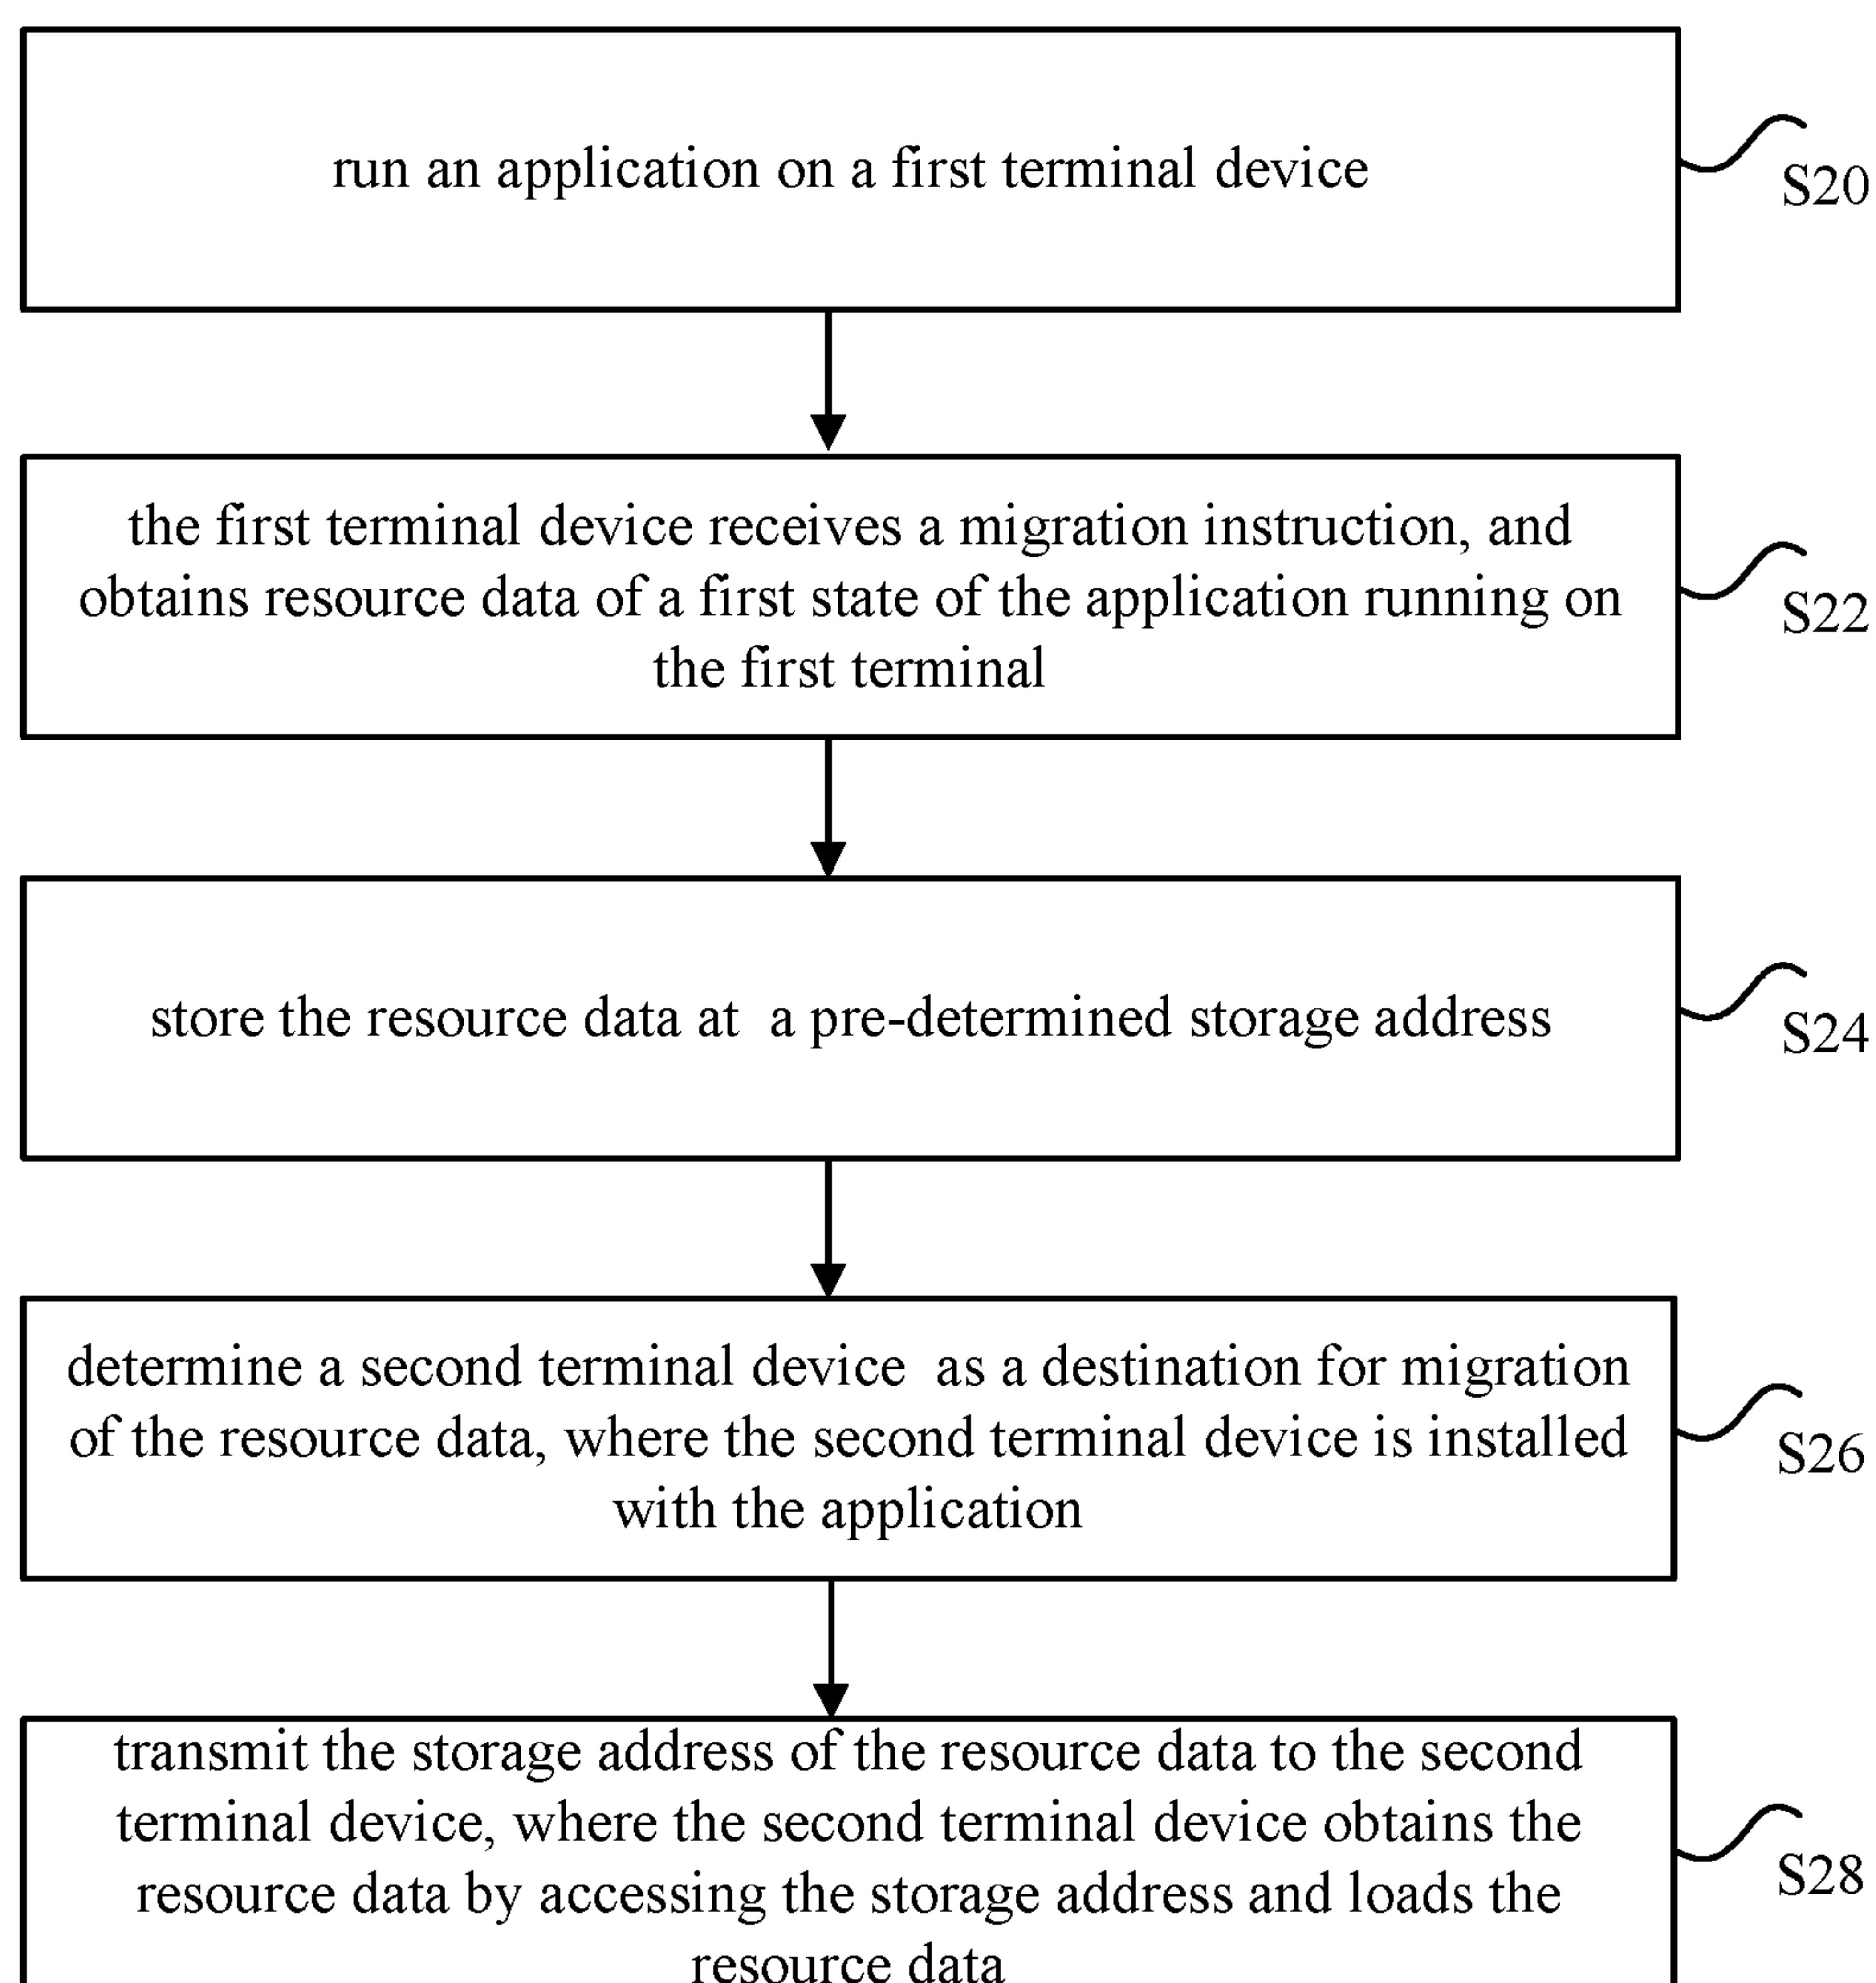 run an application on a first terminal device
S20
the first terminal device receives a migration instruction, and
obtains resource data of a first state of the application running on
the first terminal
S22
store the resource data at  a pre-determined storage address
S24
determine a second terminal device  as a destination for migration
of the resource data, where the second terminal device is installed
with the application
S26
transmit the storage address of the resource data to the second
terminal device, where the second terminal device obtains the
resource data by accessing the storage address and loads the
resource data
S28